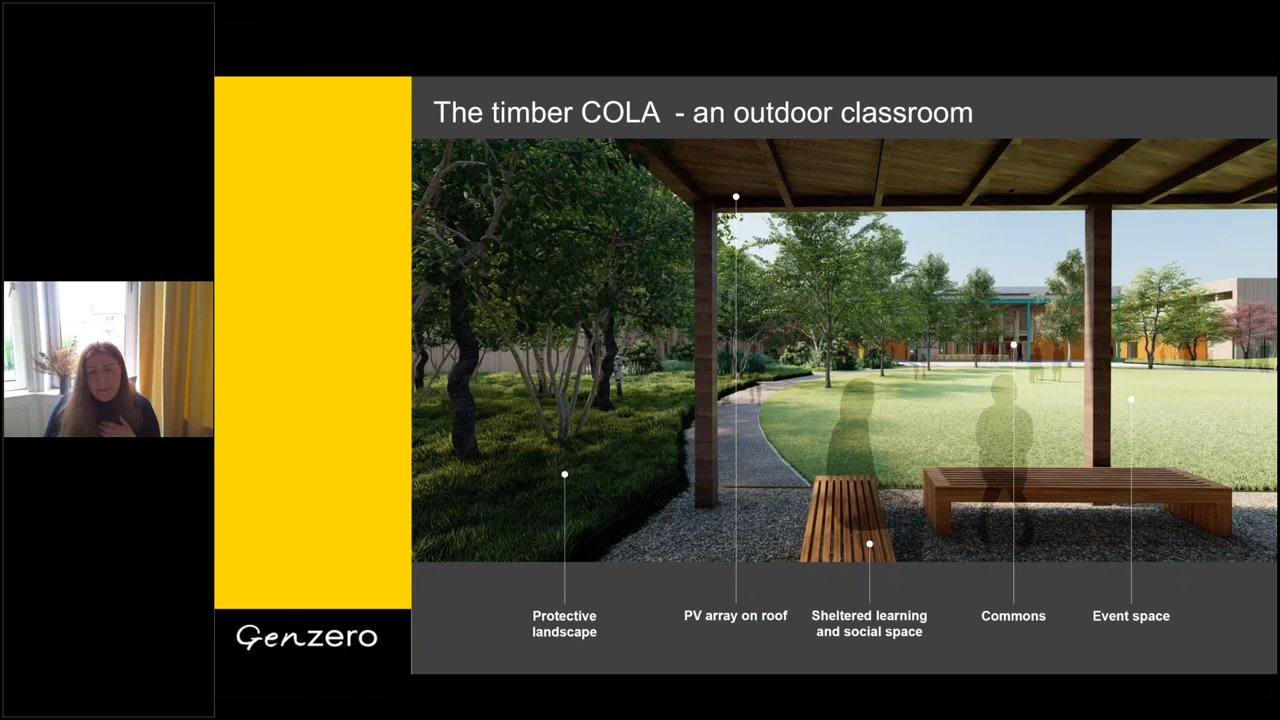 The timber COLA - an outdoor classroom
Protective
landscape
PV array on roof
Sheltered learning
and social space
Commons
Event space
Genzero